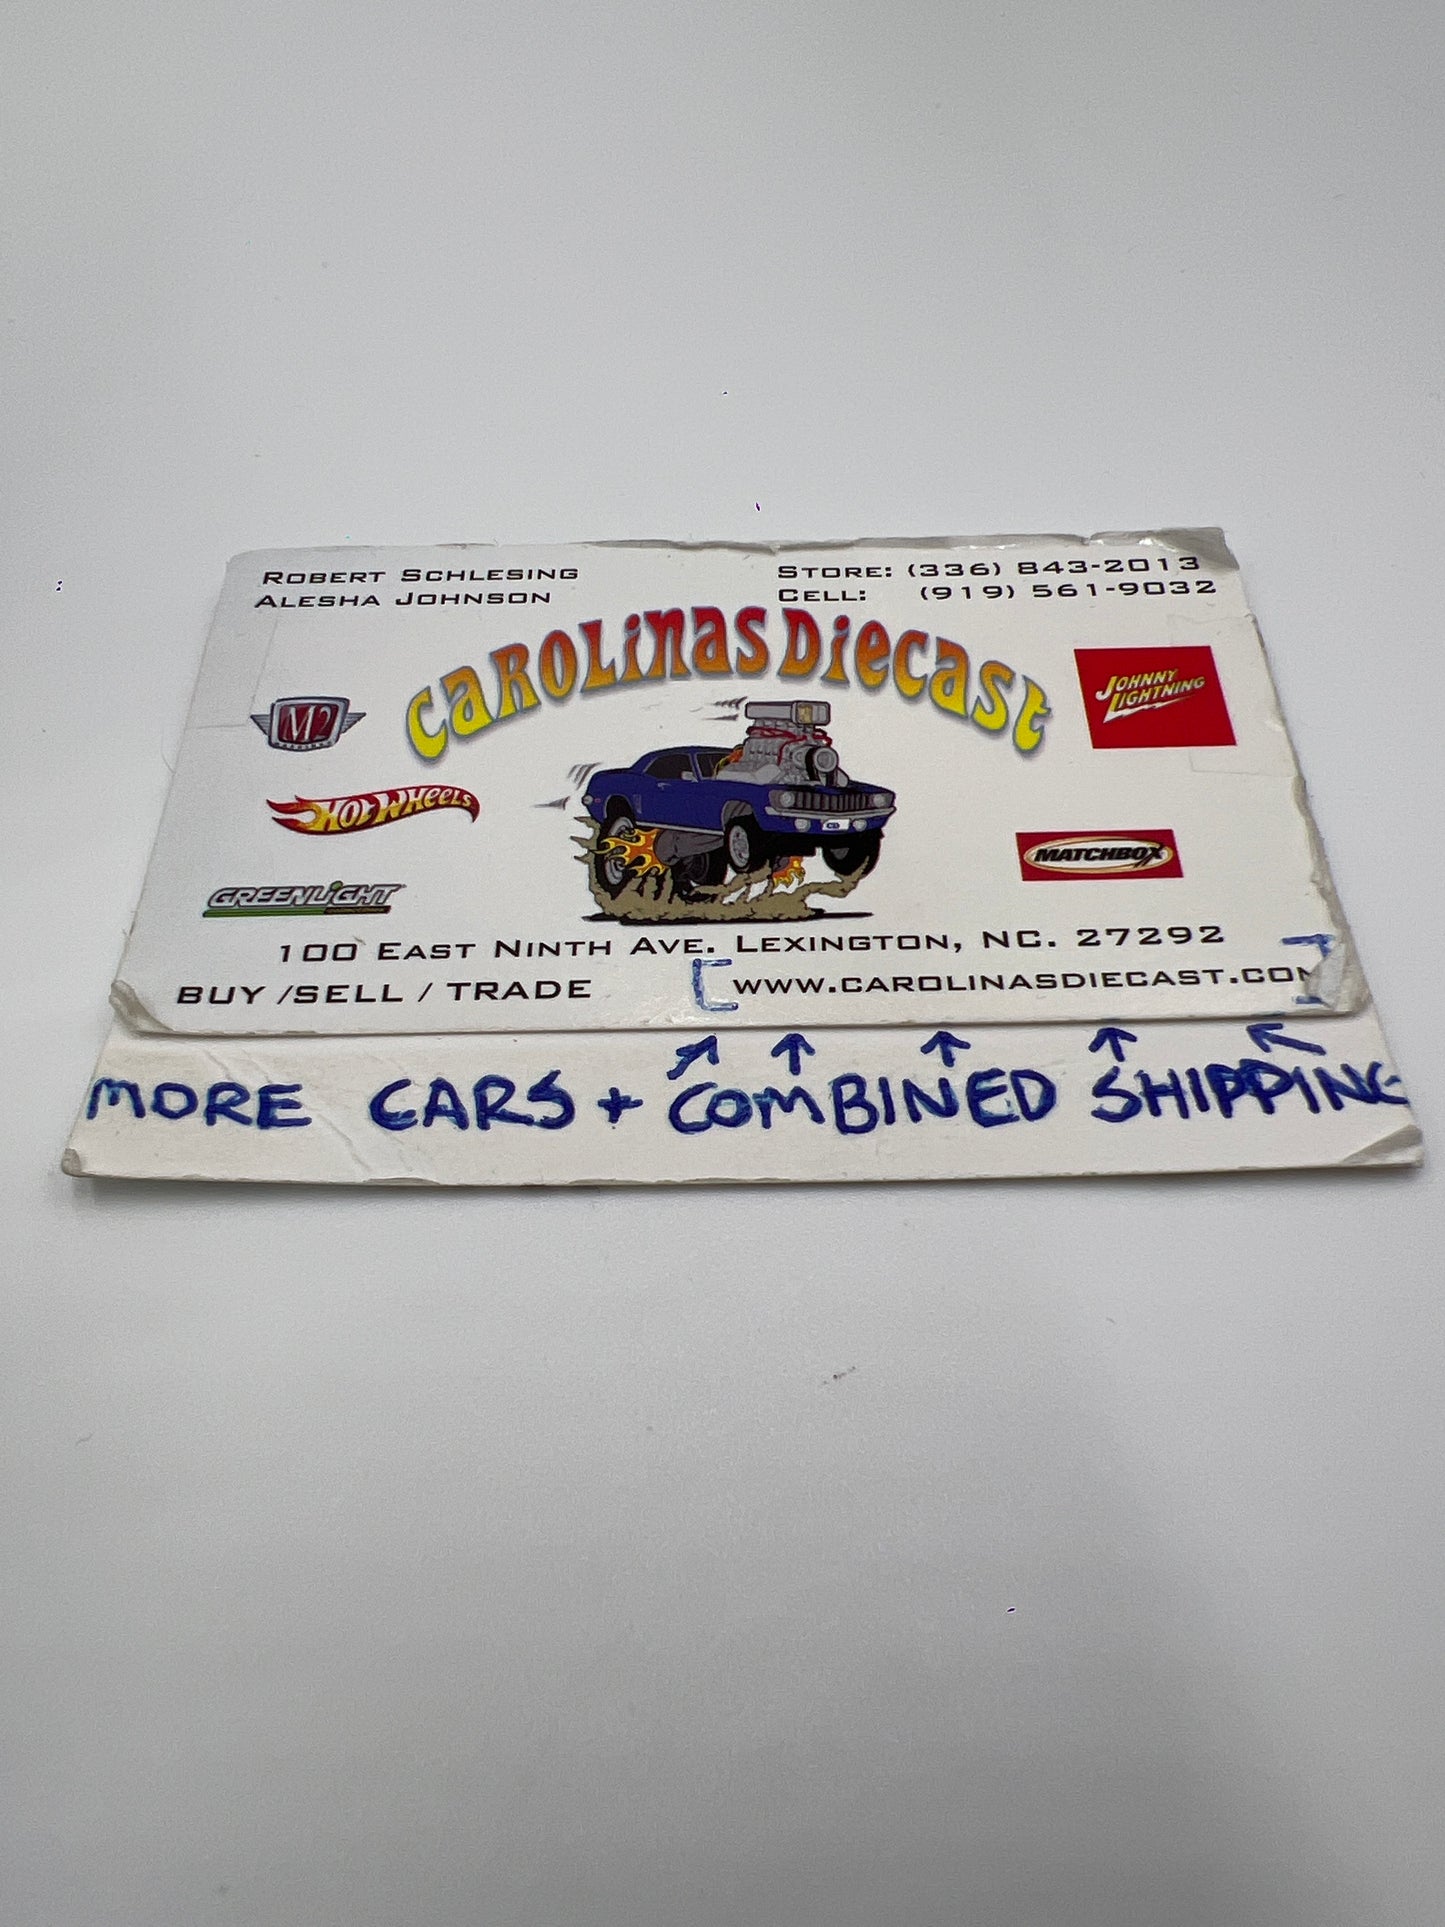 ROBERT SCHLESING
ALESHA JOHNSON
STORE: (336) 843-2013
CELL: (919) 561-9032
CAROLINAS DIECAST
M2
JOHNNY
LIGHTNING
HOT WHEELS
MATCHBOX
GREENLIGHT
100 EAST NINTH AVE. LEXINGTON, NC. 27292
BUY /SELL / TRADE
[WWW.CAROLINASDIECAST.COM]
MORE CARS + COMBINED SHIPPING